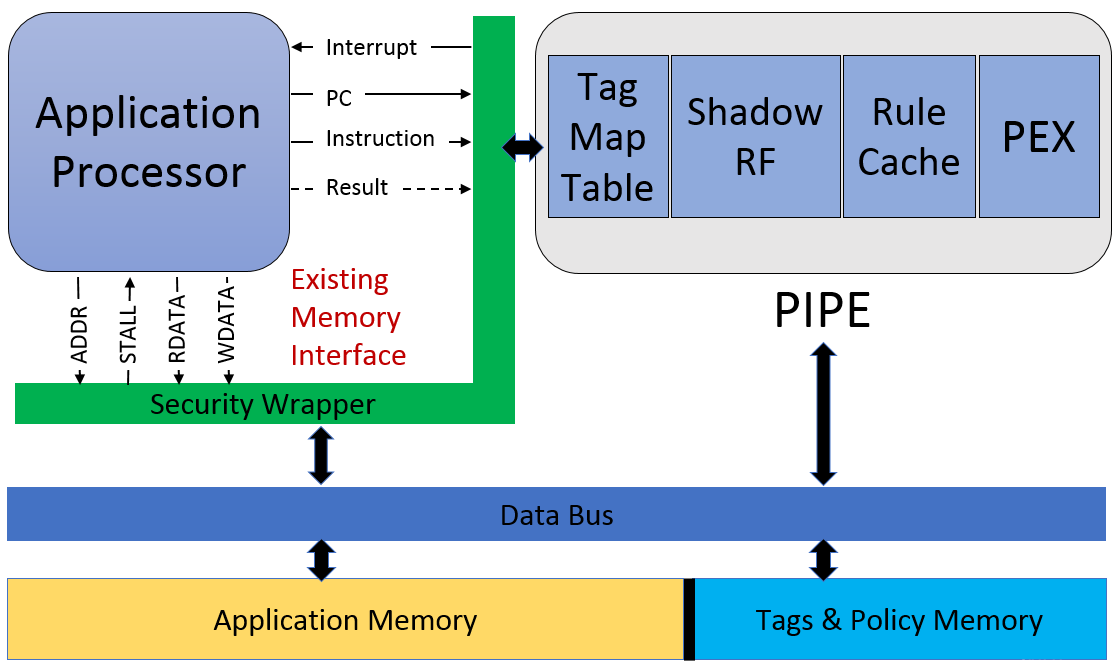 Application
Processor
Interrupt
PC
Instruction
Result
Tag
Map
Table
Shadow
RF
Rule
Cache
PEX
PIPE
ADDR
STALL
RDATA
WDATA
Existing
Memory
Interface
Security Wrapper
Data Bus
Application Memory
Tags & Policy Memory